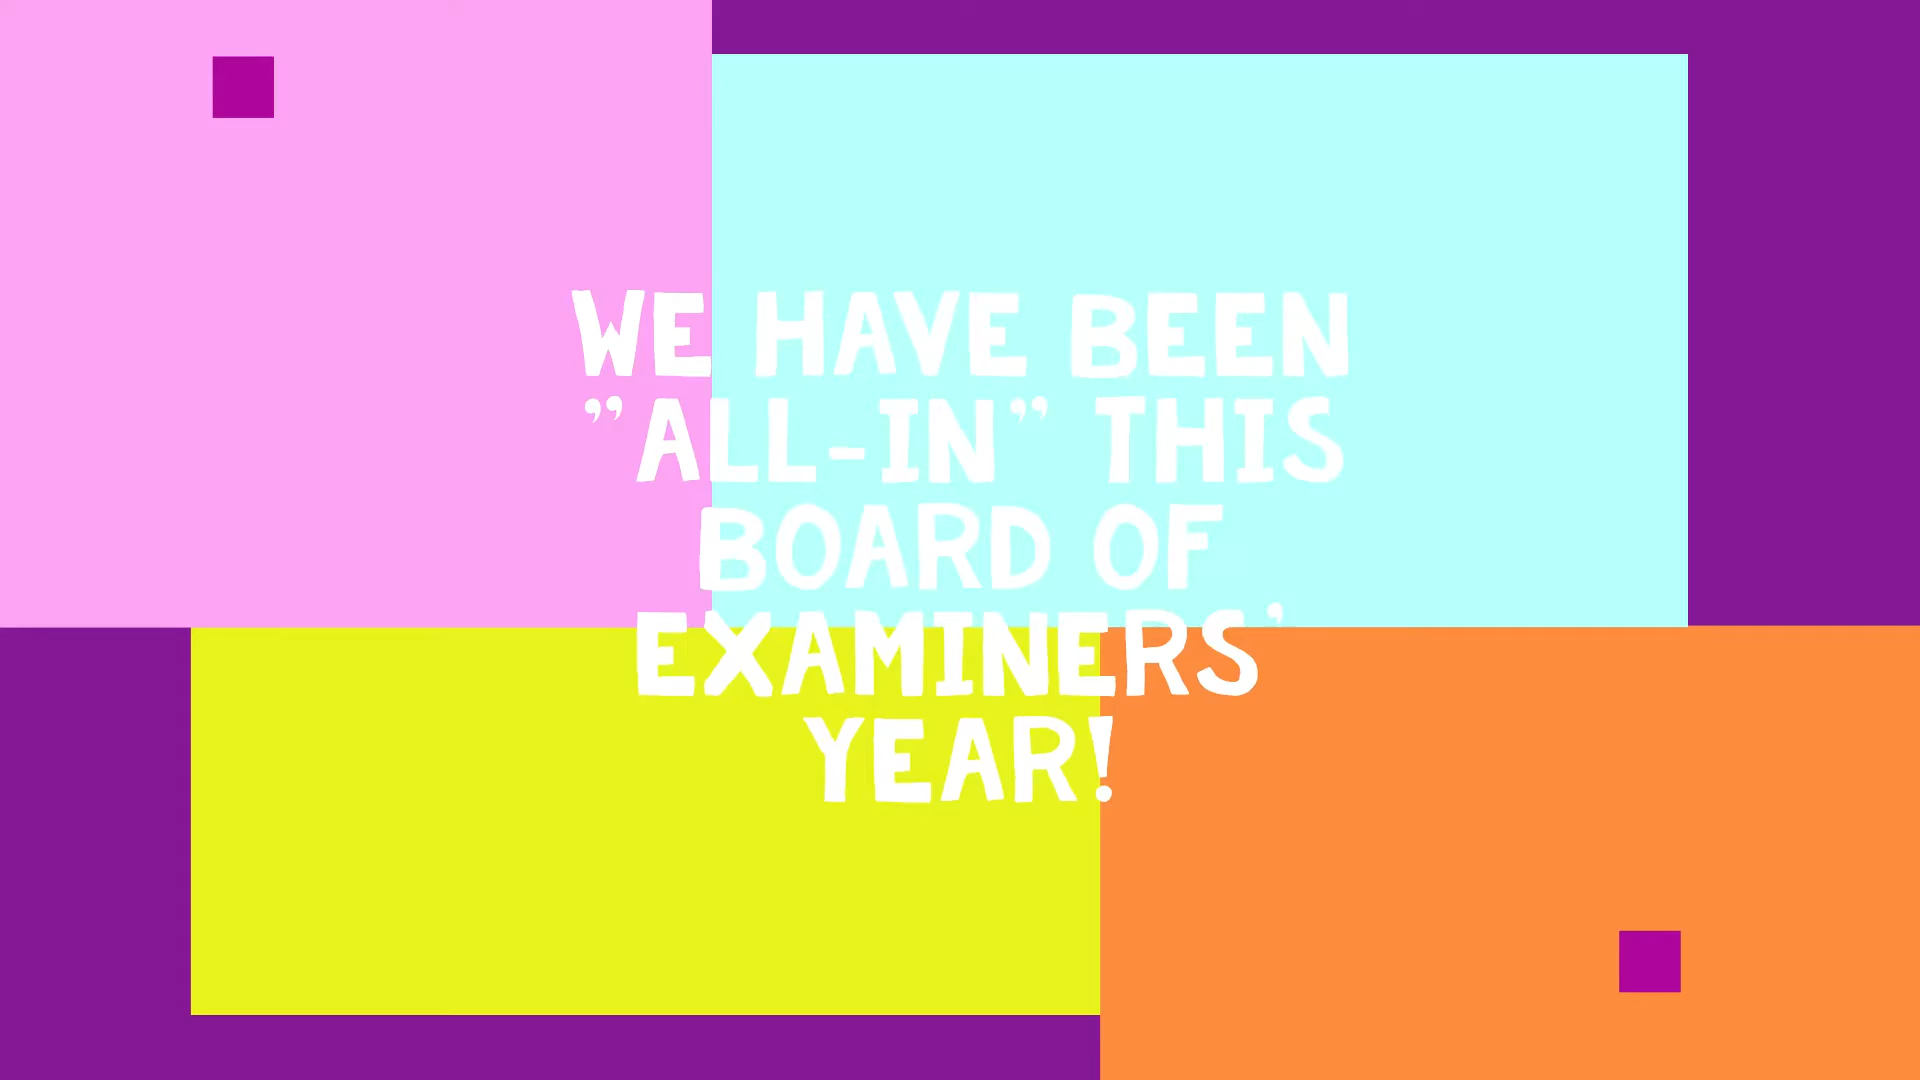 WE HAVE BEEN
"ALL-IN" THIS
BOARD OF
EXAMINERS'
YEAR!